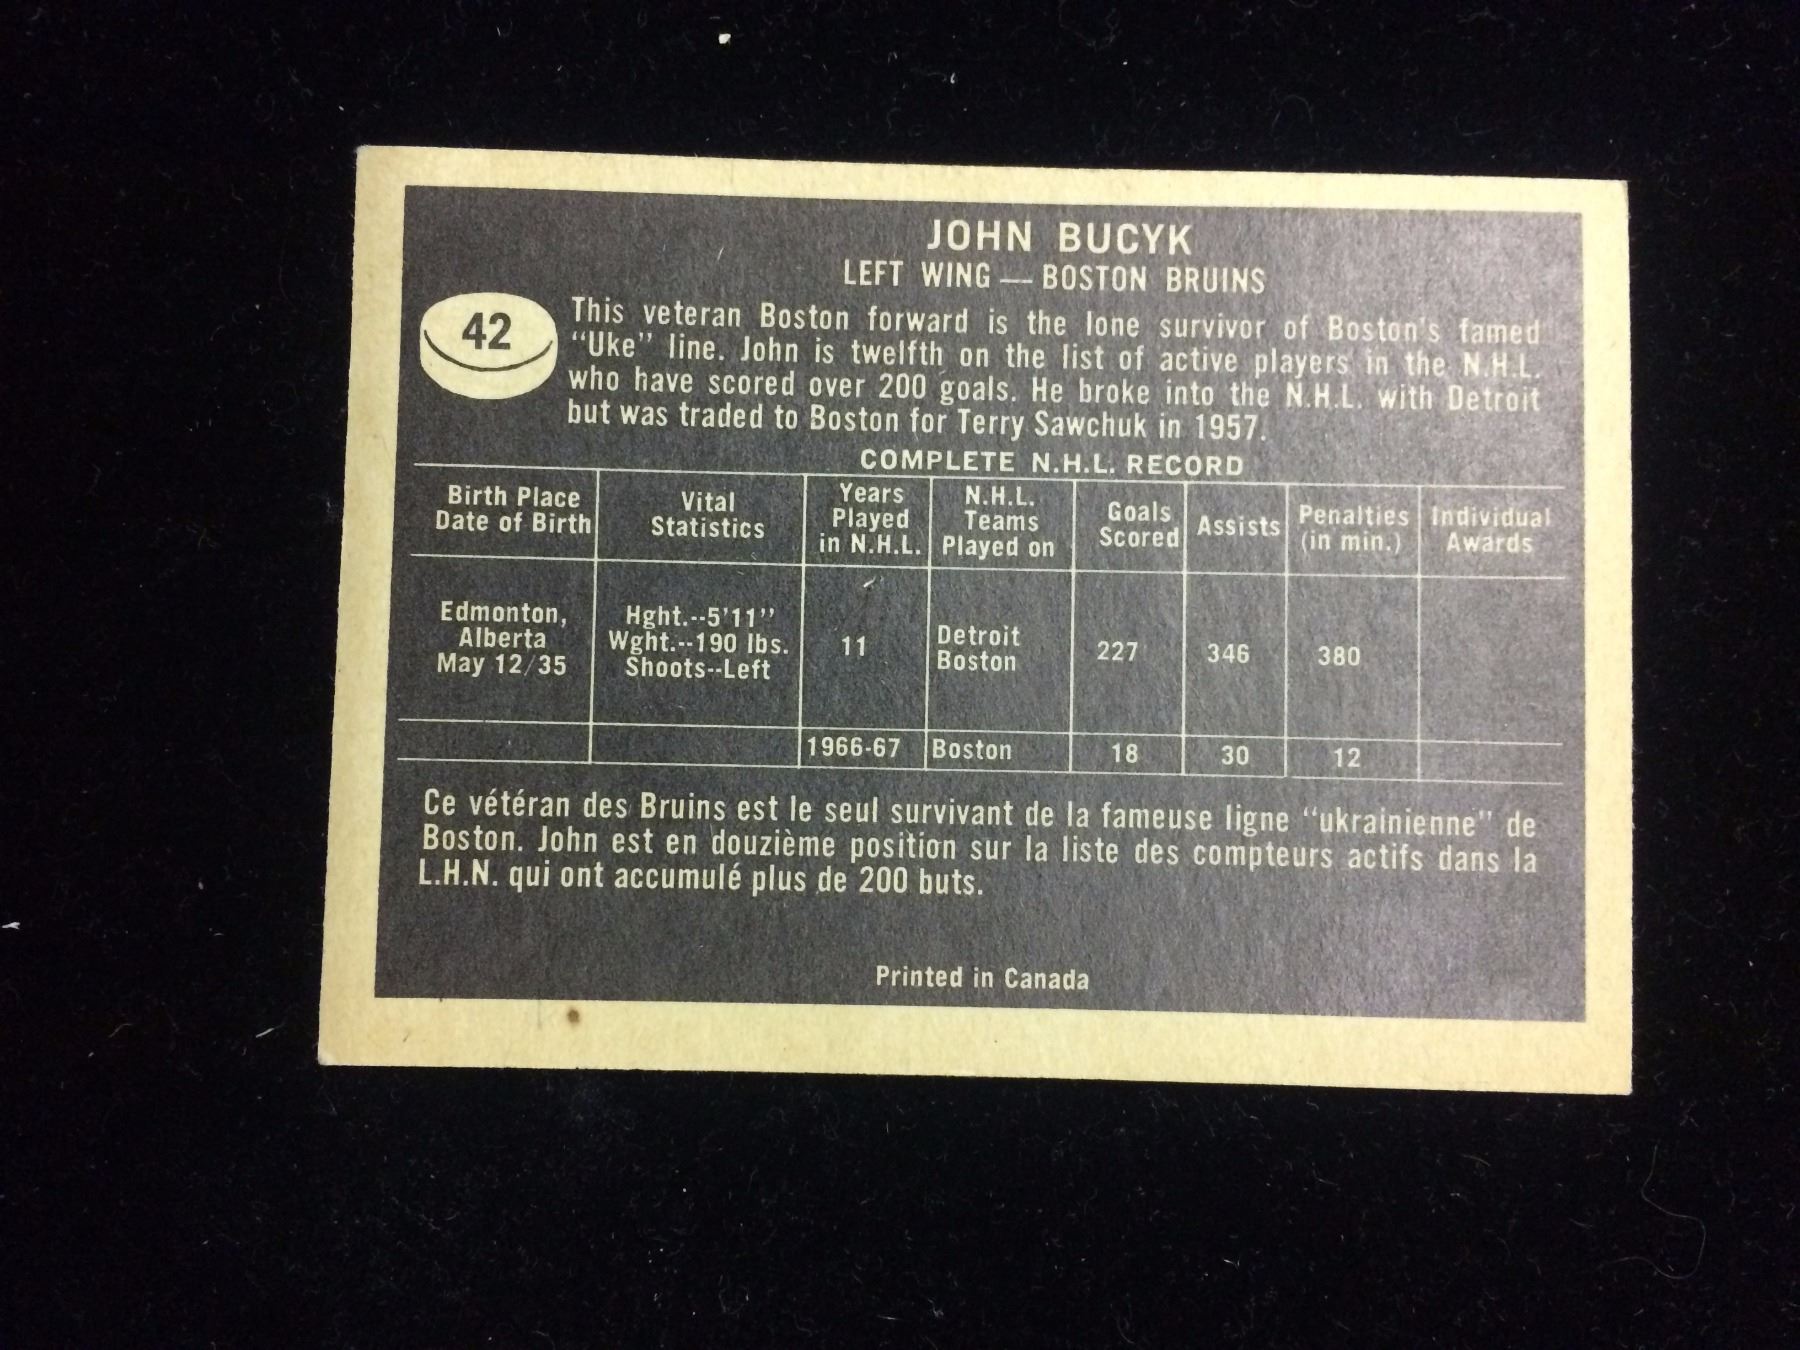 JOHN BUCYK
LEFT WING — BOSTON BRUINS
42
This veteran Boston forward is the lone survivor of Boston's famed
"Uke" line. John is twelfth on the list of active players in the N.H.L.
who have scored over 200 goals. He broke into the N.H.L. with Detroit
but was traded to Boston for Terry Sawchuk in 1957.
COMPLETE N.H.L. RECORD
Birth Place
Date of Birth
Vital
Statistics
Years
Played
in N.H.L.
N.H.L.
Teams
Played on
Goals
Scored
Assists
Penalties
(in min.)
Individual
Awards
Edmonton,
Alberta
May 12/35
Hght.--5'11"
Wght.--190 lbs.
Shoots--Left
11
Detroit
Boston
227
346
380
1966-67
Boston
18
30
12
Ce vétéran des Bruins est le seul survivant de la fameuse ligne "ukrainienne" de
Boston. John est en douzième position sur la liste des compteurs actifs dans la
L.H.N. qui ont accumulé plus de 200 buts.
Printed in Canada